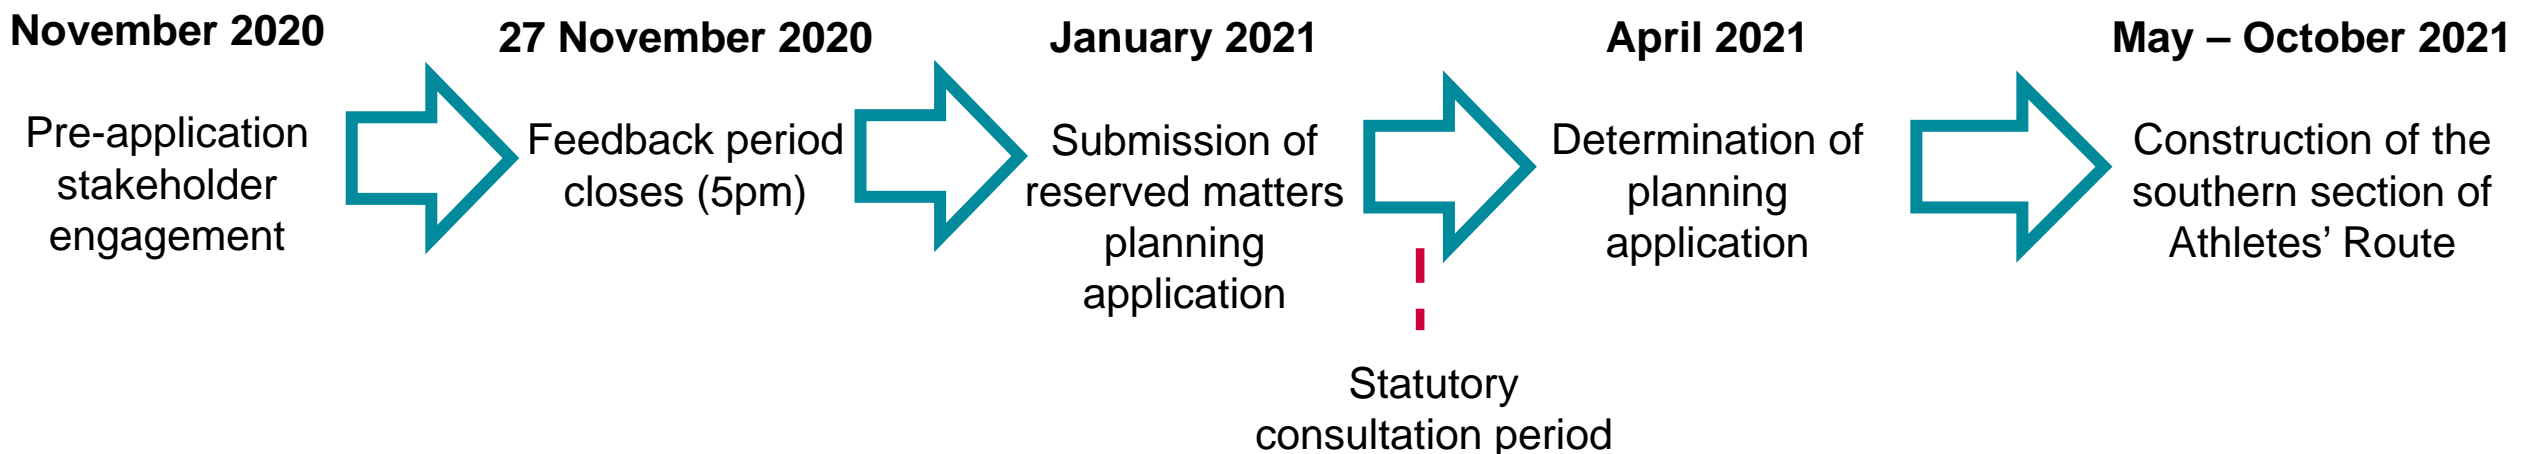 November 2020
Pre-application
stakeholder
engagement
27 November 2020
Feedback period
closes (5pm)
January 2021
Submission of
reserved matters
planning
application
Statutory
consultation period
April 2021
Determination of
planning
application
May – October 2021
Construction of the
southern section of
Athletes’ Route